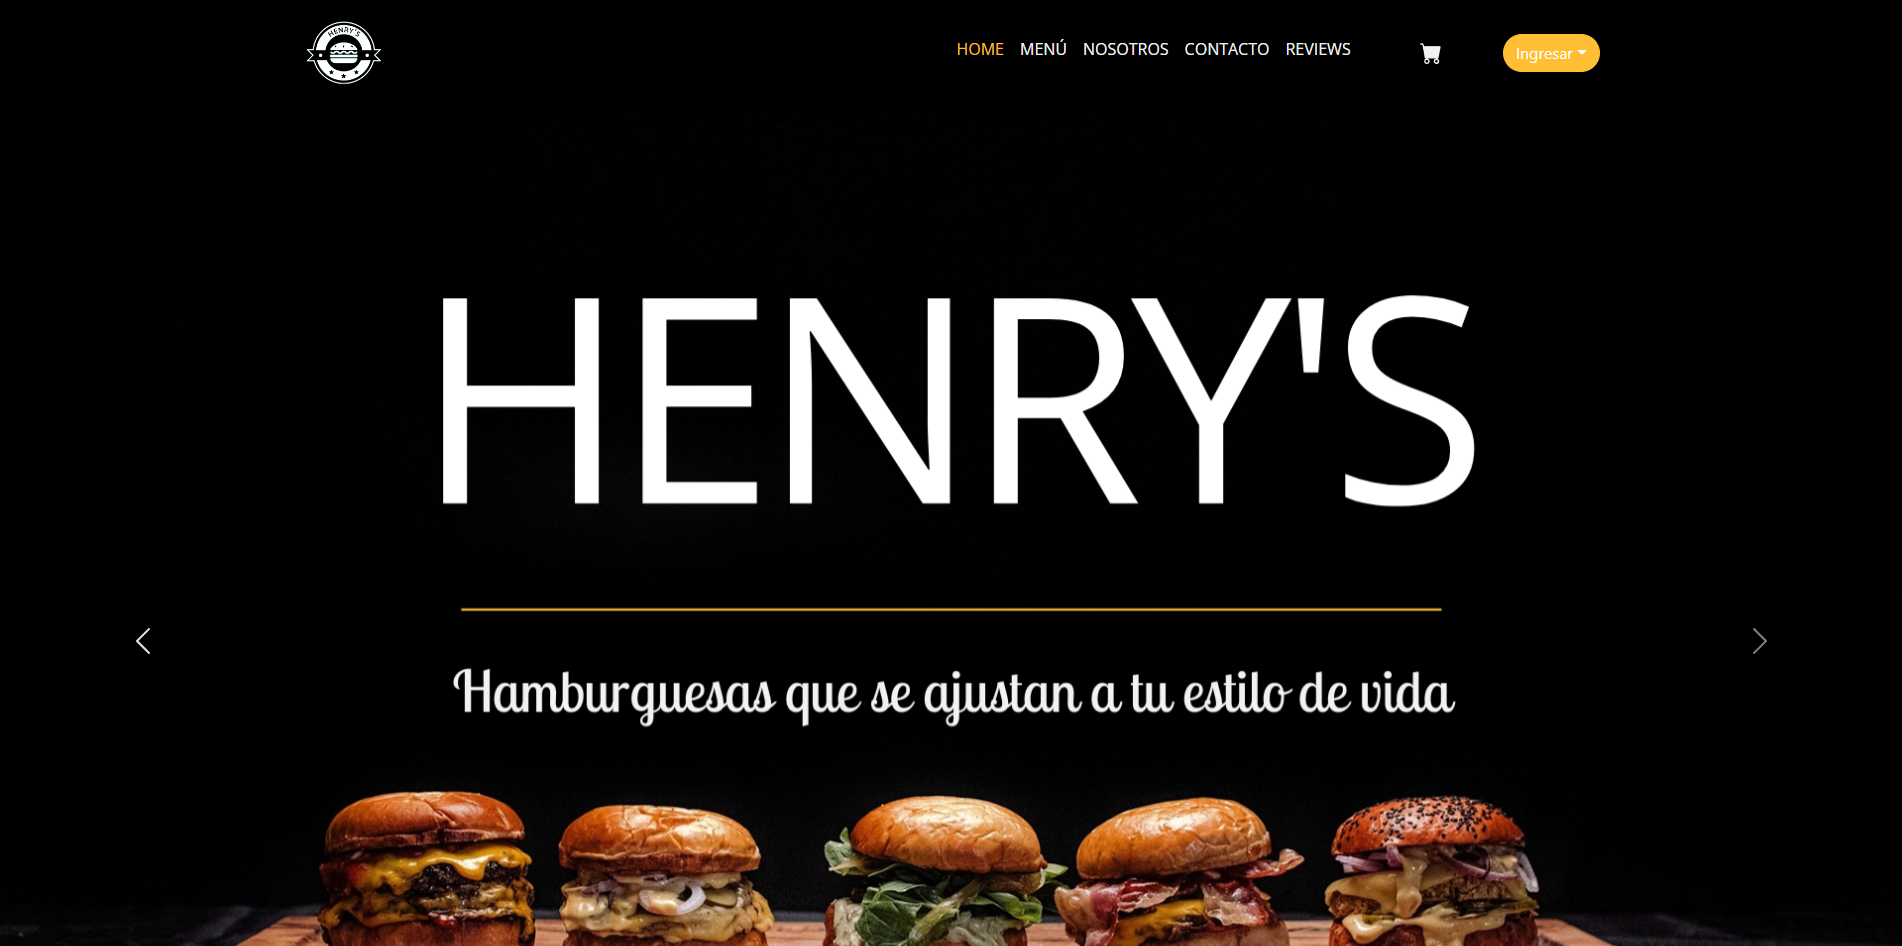 HENRY'S
HOME MENÚ NOSOTROS CONTACTO REVIEWS
Ingresar
HENRY'S
Hamburguesas que se ajustan a tu estilo de vida